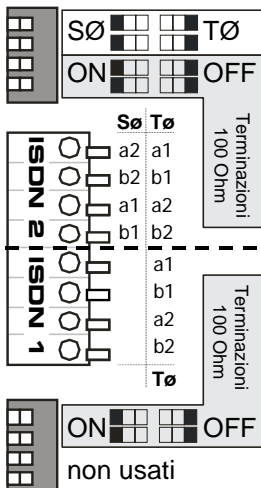 SØ TØ
ON OFF
Terminazioni
100 Ohm
Sø Tø
ISDN 2
a2 a1
b2 b1
a1 a2
b1 b2
ISDN 1
a1
b1
a2
b2
Tø
Terminazioni
100 Ohm
ON OFF
non usati